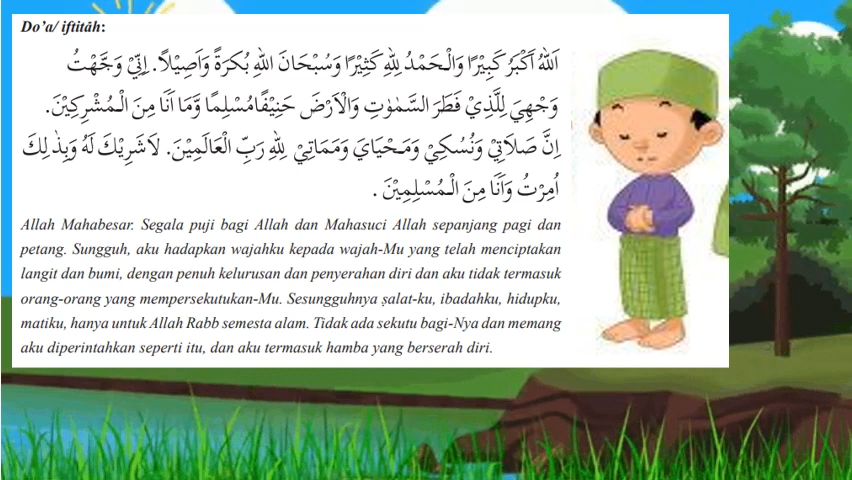 Do'a/ iftitāh:
اَللهُ اَكْبَرُ كَبِيْرًا وَالْحَمْدُ لِلّٰهِ كَثِيْرًا وَسُبْحَانَ اللهِ بُكْرَةً وَاَصِيْلاً. اِنِّيْ وَجَّهْتُ
وَجْهِيَ لِلَّذِيْ فَطَرَ السَّمٰوٰتِ وَالْاَرْضَ حَنِيْفًامُسْلِمًا وَّمَا اَنَا مِنَ الْمُشْرِكِيْنَ.
اِنَّ صَلَاتِيْ وَنُسُكِيْ وَمَحْيَايَ وَمَمَاتِيْ لِلّٰهِ رَبِّ الْعَالَمِيْنَ. لَاشَرِيْكَ لَهُ وَبِذٰلِكَ
اُمِرْتُ وَاَنَا مِنَ الْمُسْلِمِيْنَ .
Allah Mahabesar. Segala puji bagi Allah dan Mahasuci Allah sepanjang pagi dan
petang. Sungguh, aku hadapkan wajahku kepada wajah-Mu yang telah menciptakan
langit dan bumi, dengan penuh kelurusan dan penyerahan diri dan aku tidak termasuk
orang-orang yang mempersekutukan-Mu. Sesungguhnya ṣalat-ku, ibadahku, hidupku,
matiku, hanya untuk Allah Rabb semesta alam. Tidak ada sekutu bagi-Nya dan memang
aku diperintahkan seperti itu, dan aku termasuk hamba yang berserah diri.